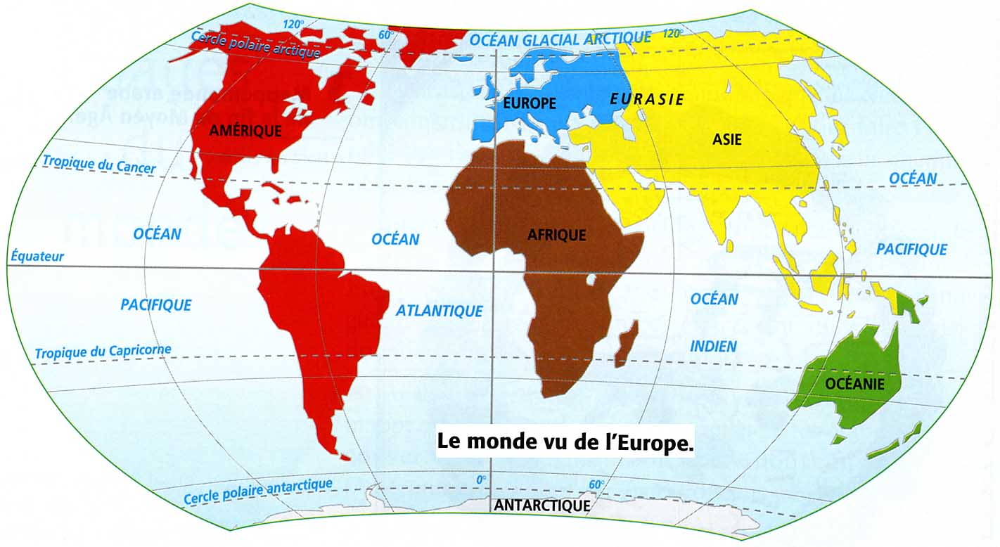 120°
60°
OCÉAN GLACIAL ARCTIQUE
120°
Cercle polaire arctique
EUROPE
EURASIE
AMÉRIQUE
ASIE
Tropique du Cancer
OCÉAN
OCÉAN
OCÉAN
AFRIQUE
PACIFIQUE
Équateur
PACIFIQUE
ATLANTIQUE
OCÉAN
INDIEN
Tropique du Capricorne
OCÉANIE
Le monde vu de l'Europe.
Cercle polaire antarctique
0°
60°
ANTARCTIQUE